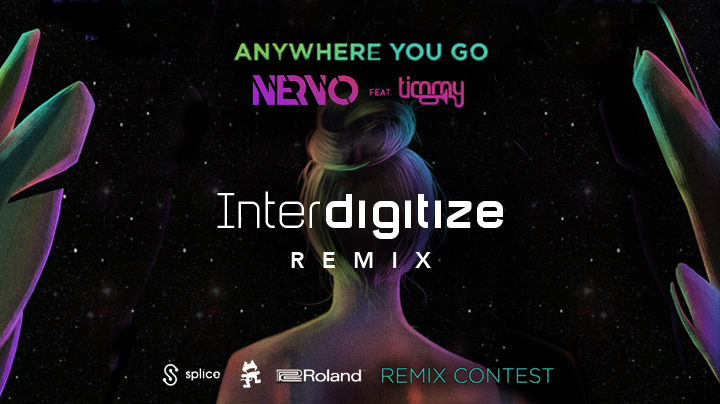 ANYWHERE YOU GO
NERVO FEAT. timmy
Interdigitize
REMIX
splice Roland REMIX CONTEST